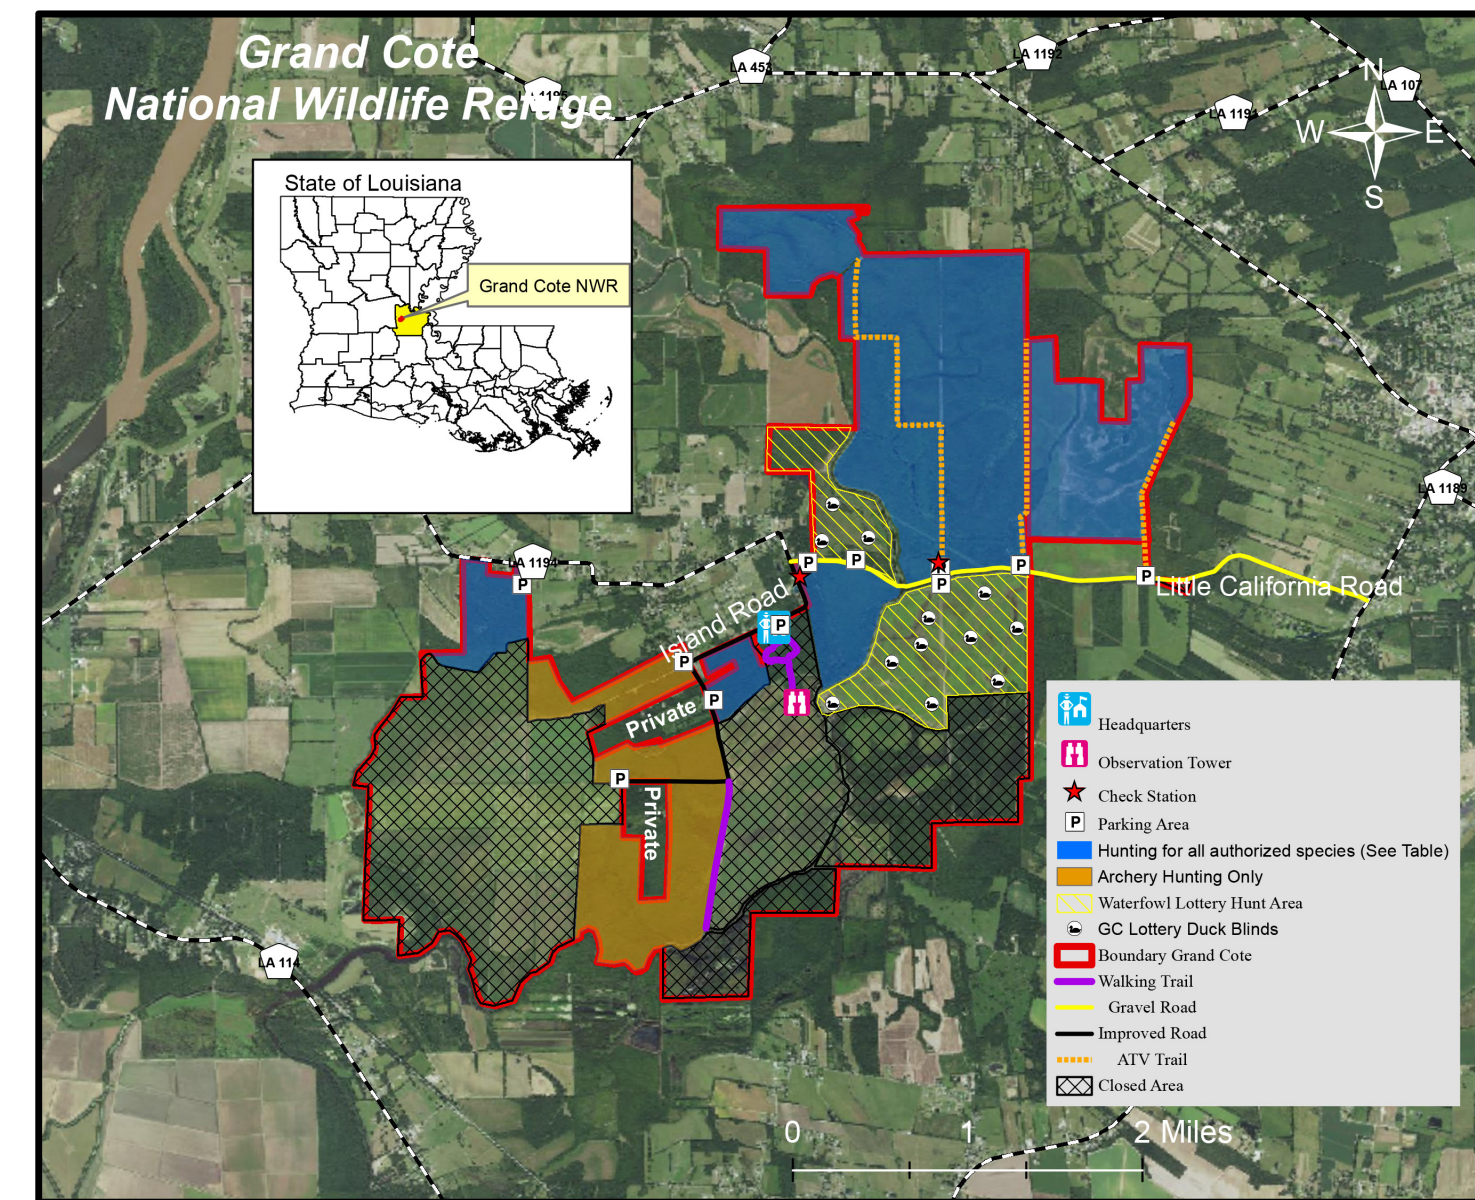 Grand Cote
National Wildlife Refuge
LA 1195
LA 453
LA 1192
LA 107
LA 1194
N
W E
S
State of Louisiana
Grand Cote NWR
LA 1189
LA 1194
P
P
P
P
P
P
P
Little California Road
Island Road
P
P
P
Private
P
Private
LA 114
Headquarters
Observation Tower
Check Station
P Parking Area
Hunting for all authorized species (See Table)
Archery Hunting Only
Waterfowl Lottery Hunt Area
GC Lottery Duck Blinds
Boundary Grand Cote
Walking Trail
Gravel Road
Improved Road
ATV Trail
Closed Area
0 1 2 Miles